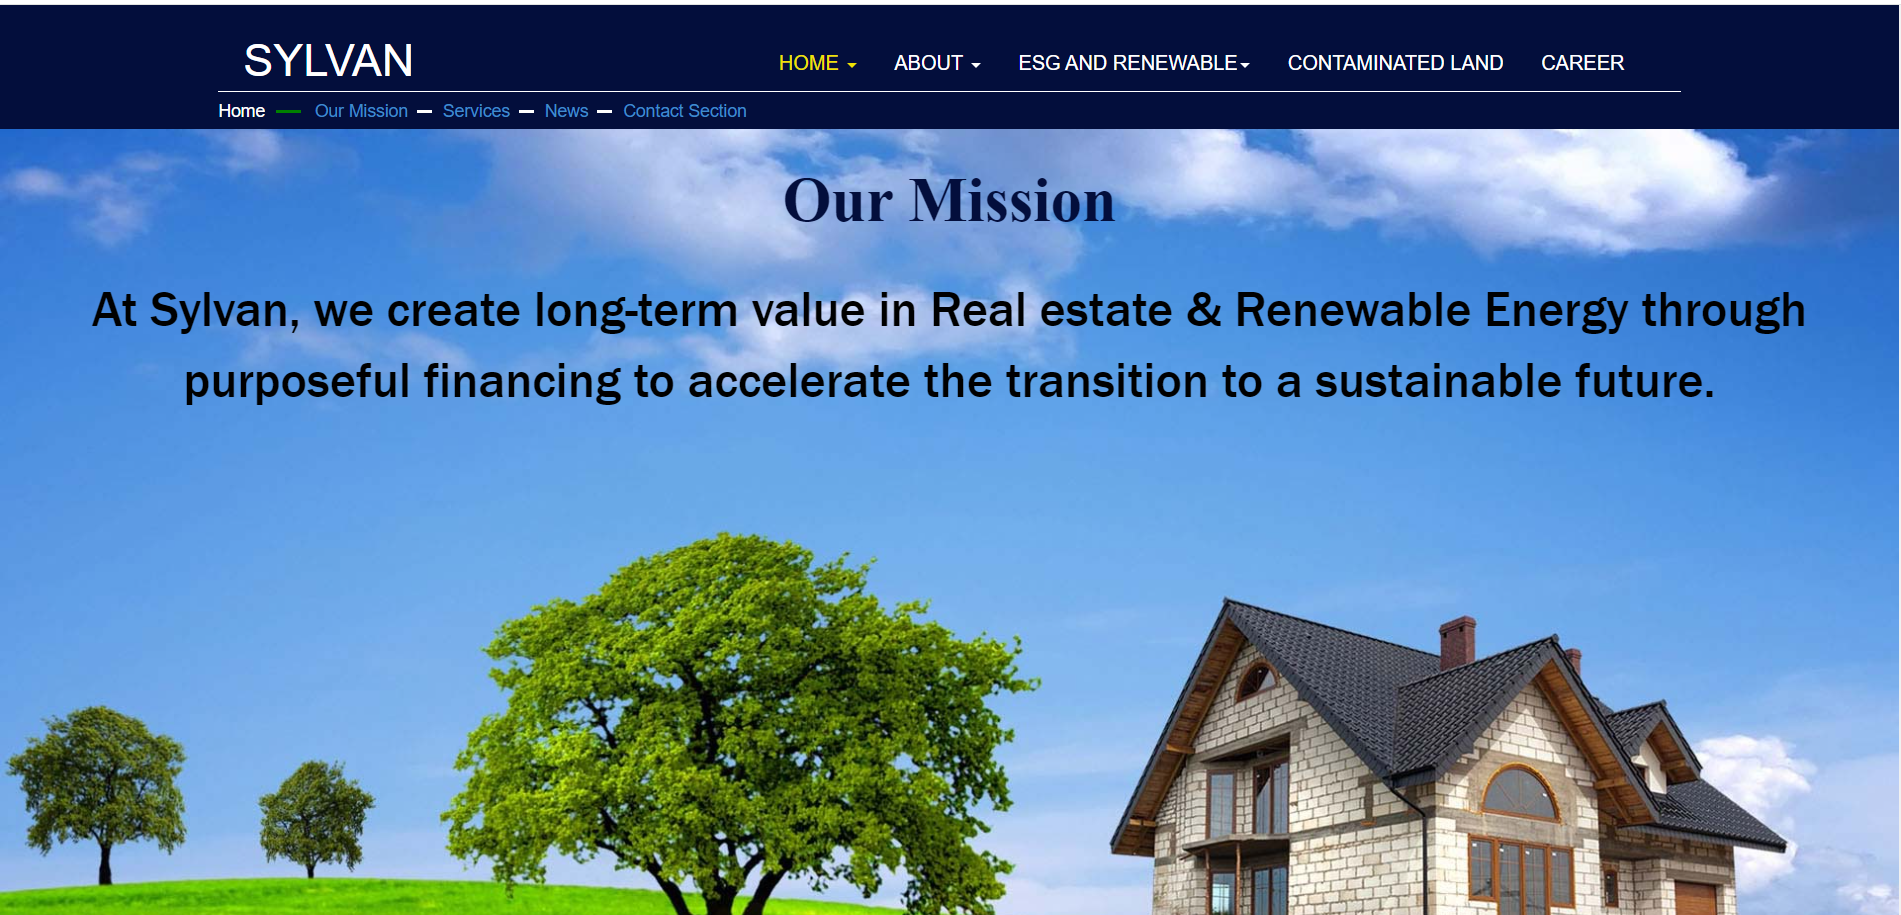 SYLVAN
HOME ABOUT ESG AND RENEWABLE CONTAMINATED LAND CAREER
Home Our Mission Services News Contact Section
Our Mission
At Sylvan, we create long-term value in Real estate & Renewable Energy through
purposeful financing to accelerate the transition to a sustainable future.